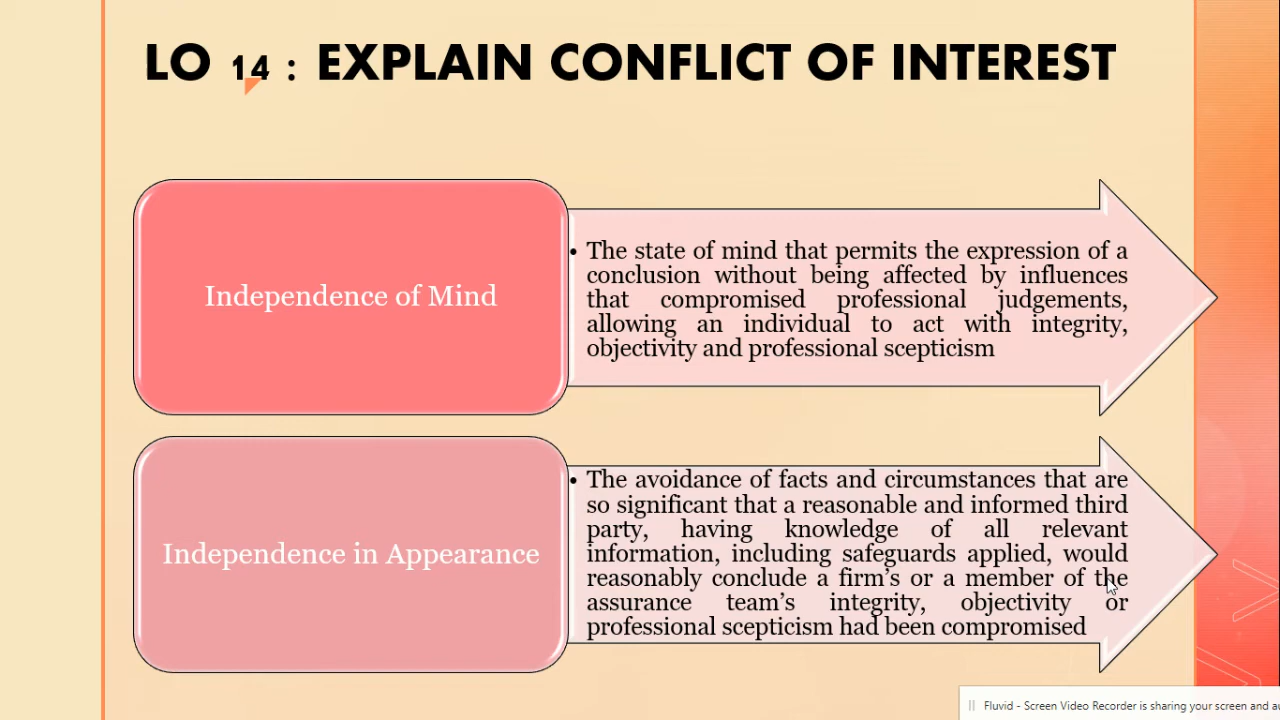 LO 14 : EXPLAIN CONFLICT OF INTEREST
Independence of Mind
• The state of mind that permits the expression of a
conclusion without being affected by influences
that compromised professional judgements,
allowing an individual to act with integrity,
objectivity and professional scepticism
Independence in Appearance
• The avoidance of facts and circumstances that are
so significant that a reasonable and informed third
party, having knowledge of all relevant
information, including safeguards applied, would
reasonably conclude a firm’s or a member of the
assurance team’s integrity, objectivity or
professional scepticism had been compromised
Fluvid - Screen Video Recorder is sharing your screen and